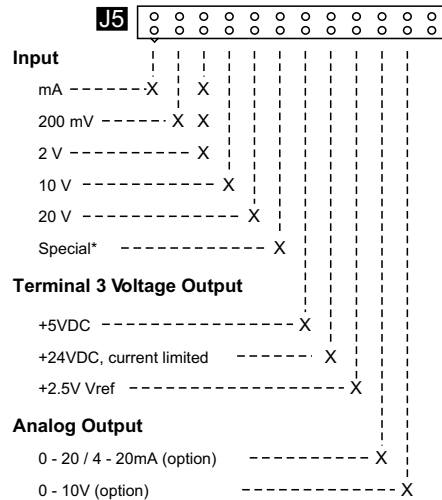 J5
Input
mA X X
200 mV X X
2 V X
10 V X
20 V X
Special* X
Terminal 3 Voltage Output
+5VDC X
+24VDC, current limited X
+2.5V Vref X
Analog Output
0 - 20 / 4 - 20mA (option) X
0 - 10V (option) X